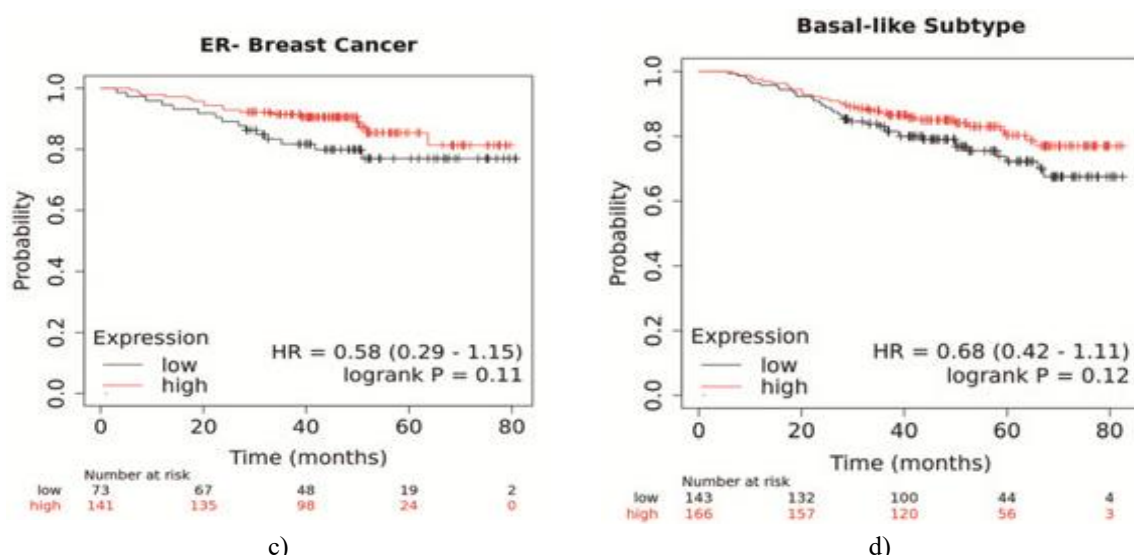 ER- Breast Cancer
Probability
1.0
0.8
0.6
0.4
0.2
0.0
Expression
low
high
HR = 0.58 (0.29 - 1.15)
logrank P = 0.11
0 20 40 60 80
Time (months)
Number at risk
low 73 67 48 19 2
high 141 135 98 24 0
c)
Basal-like Subtype
Probability
1.0
0.8
0.6
0.4
0.2
0.0
Expression
low
high
HR = 0.68 (0.42 - 1.11)
logrank P = 0.12
0 20 40 60 80
Time (months)
Number at risk
low 143 132 100 44 4
high 166 157 120 56 3
d)